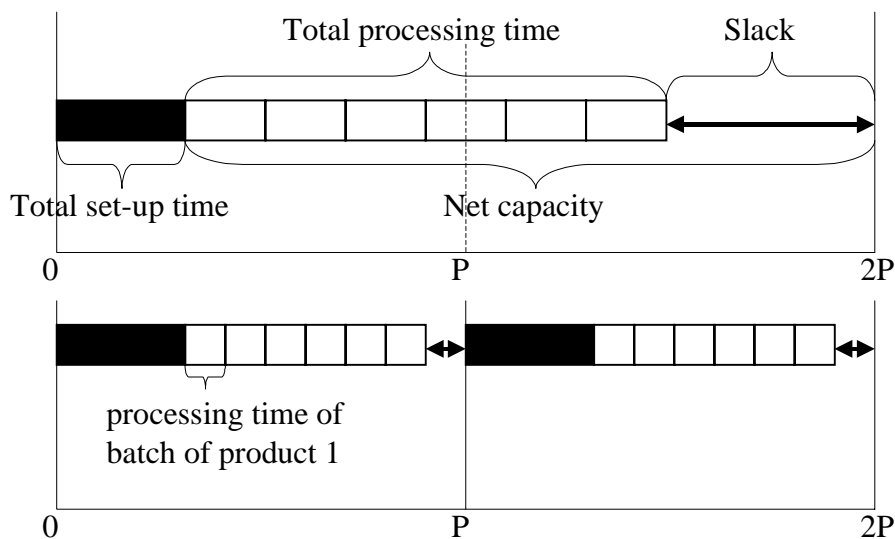 Total processing time
Slack
Total set-up time
Net capacity
0
P
2P
processing time of
batch of product 1
0
P
2P